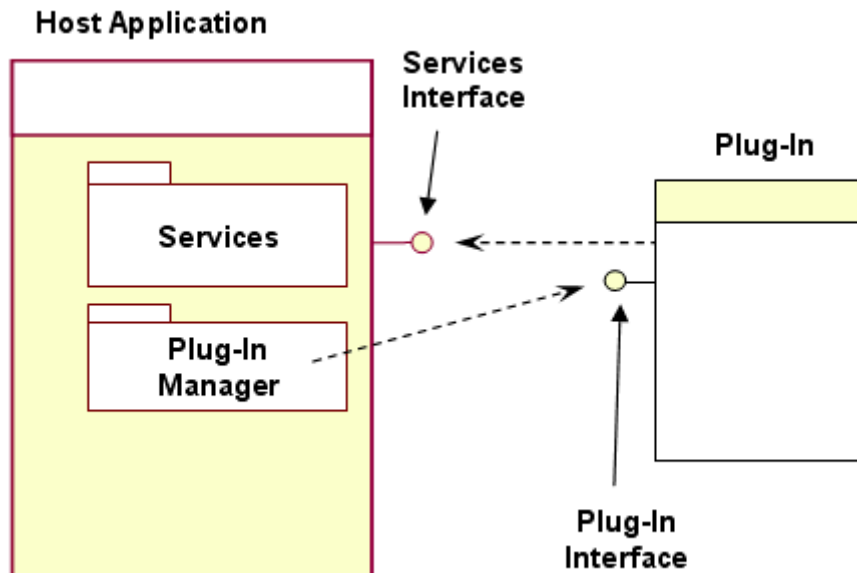 Host Application
Services
Interface
Plug-In
Services
Plug-In
Manager
Plug-In
Interface